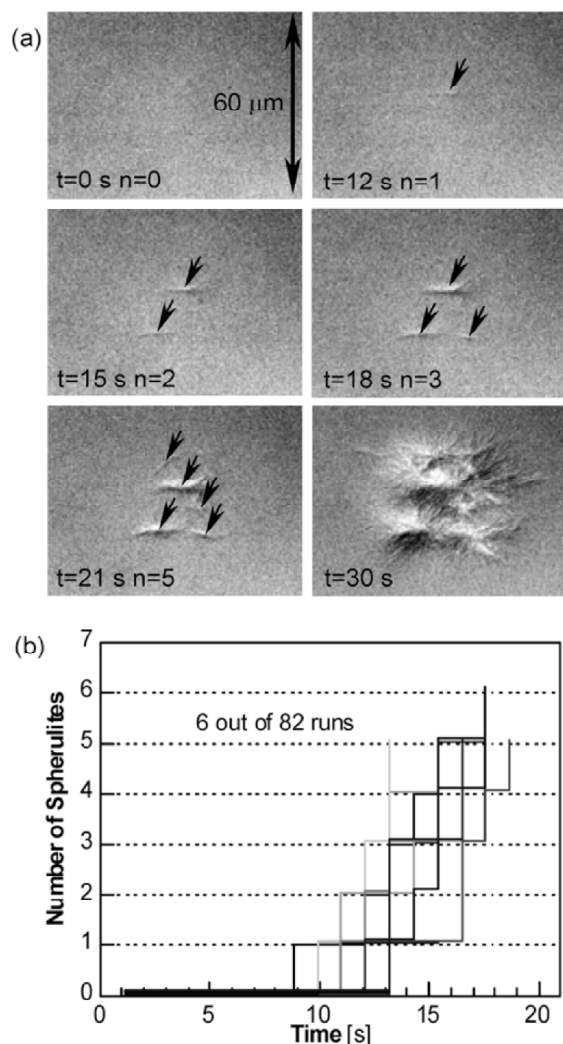 (a)
60 μm
t=0 s n=0
t=12 s n=1
t=15 s n=2
t=18 s n=3
t=21 s n=5
t=30 s
(b)
7
6
5
4
3
2
1
0
Number of Spherulites
6 out of 82 runs
0 5 10 15 20
Time [s]